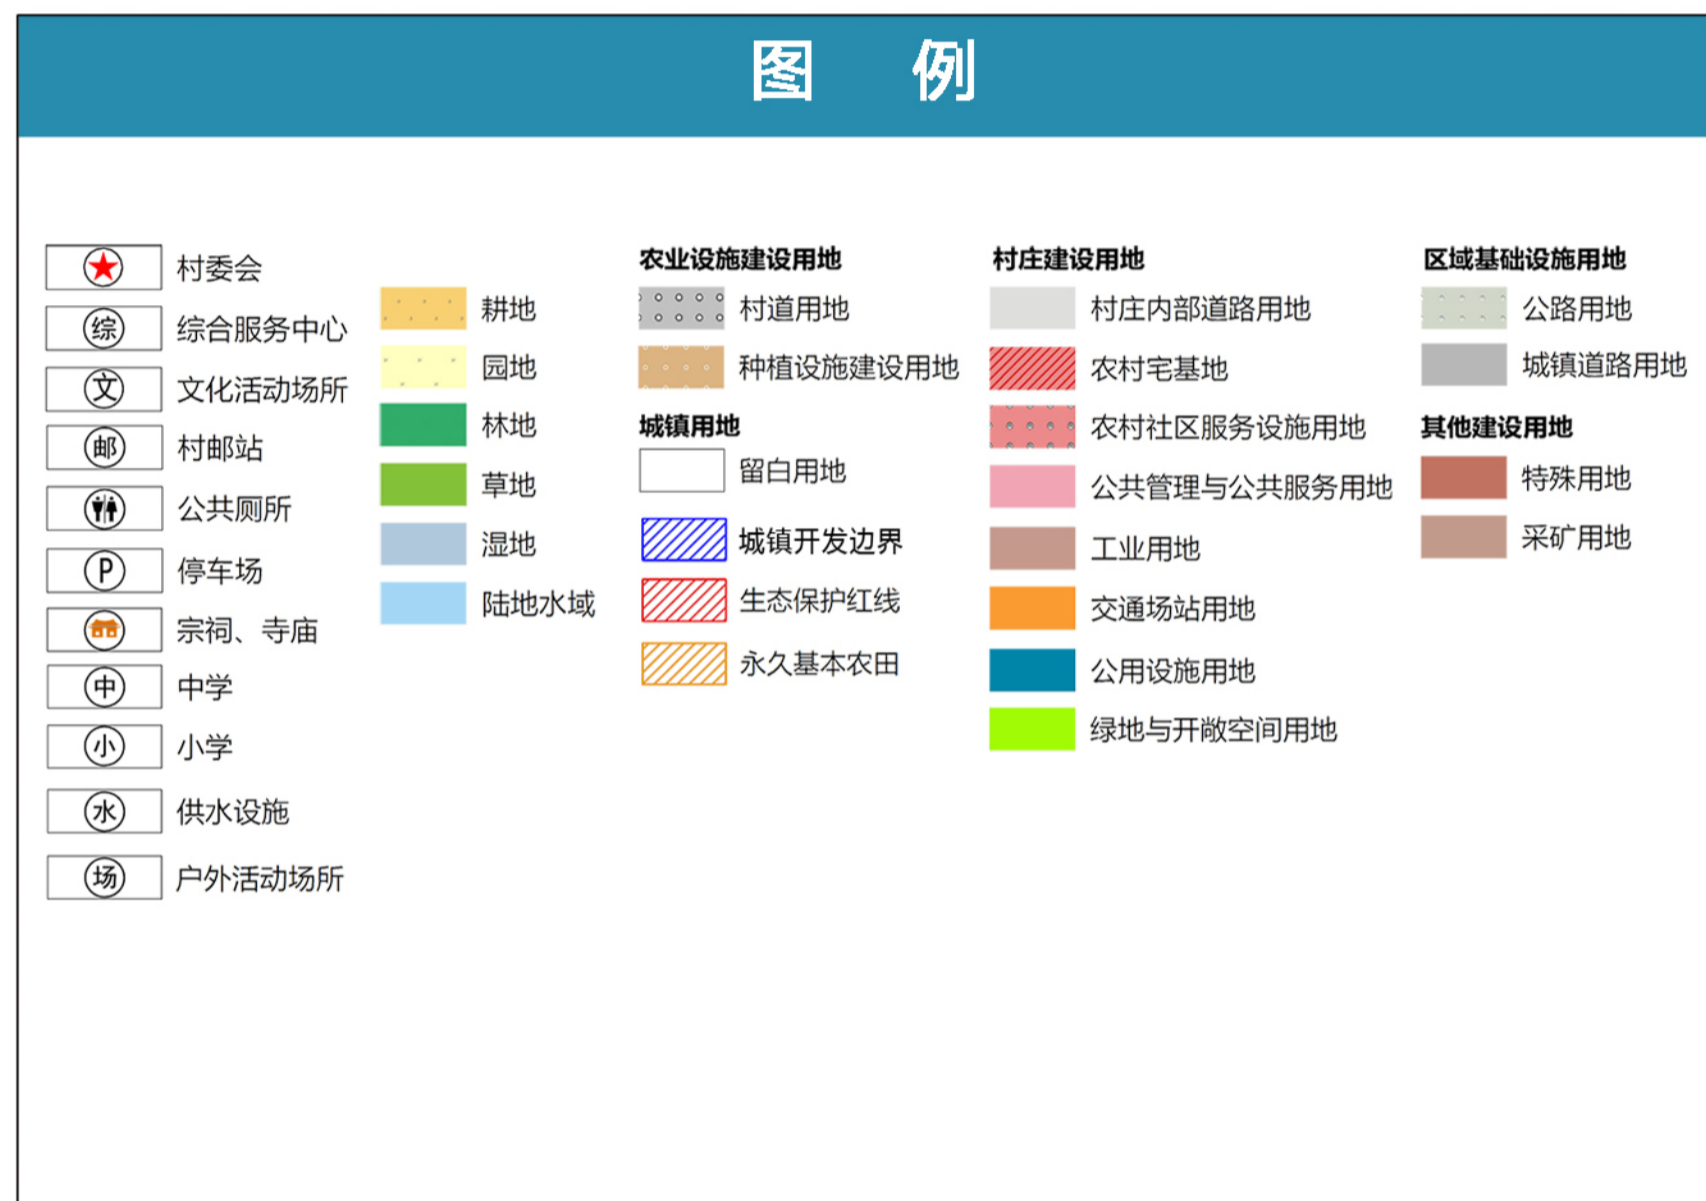 图 例
村委会
综 综合服务中心
文 文化活动场所
邮 村邮站
公共厕所
P 停车场
宗祠、寺庙
中 中学
小 小学
水 供水设施
场 户外活动场所
耕地
园地
林地
草地
湿地
陆地水域
农业设施建设用地
村道用地
种植设施建设用地
城镇用地
留白用地
城镇开发边界
生态保护红线
永久基本农田
村庄建设用地
村庄内部道路用地
农村宅基地
农村社区服务设施用地
公共管理与公共服务用地
工业用地
交通场站用地
公用设施用地
绿地与开敞空间用地
区域基础设施用地
公路用地
城镇道路用地
其他建设用地
特殊用地
采矿用地